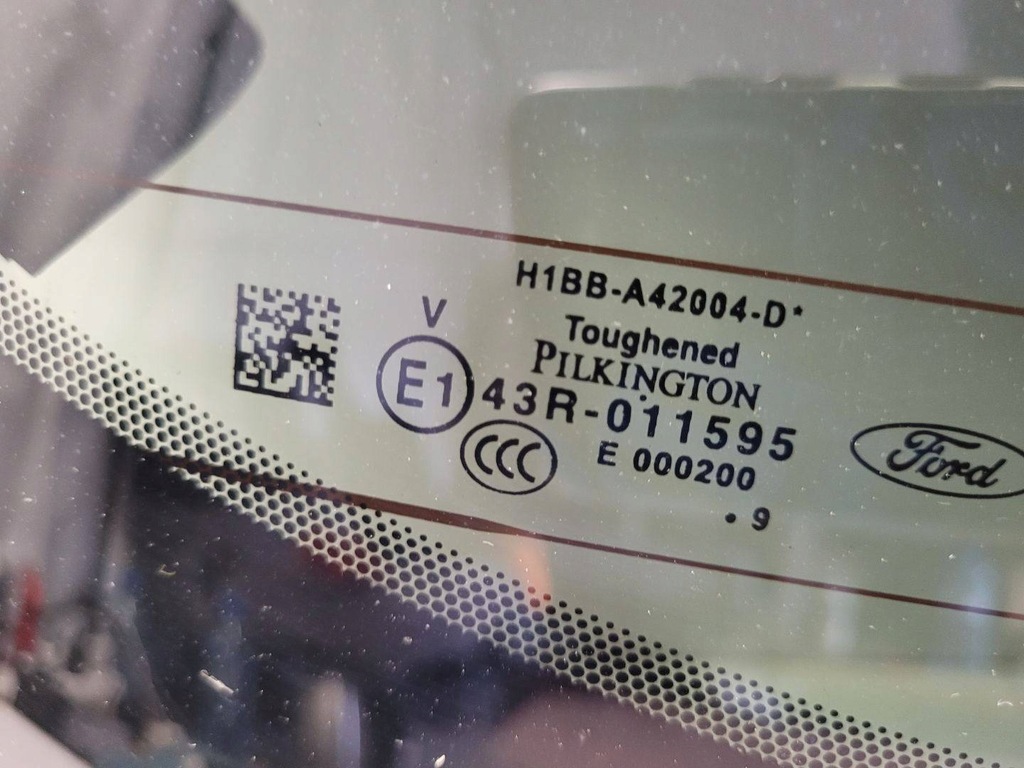 H1BB-A42004-D*
Toughened
PILKINGTON
V
E1 43R-011595
CCC E 000200
. 9
Ford